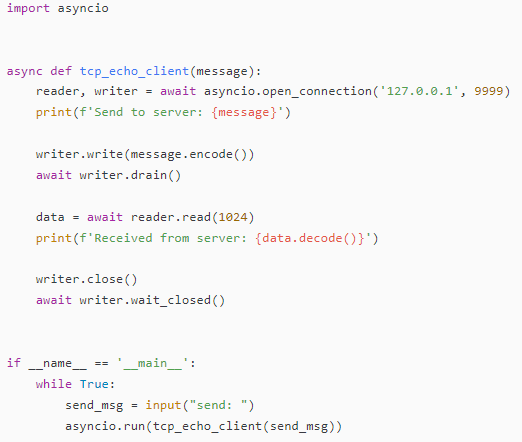 import asyncio
async def tcp_echo_client(message):
    reader, writer = await asyncio.open_connection('127.0.0.1', 9999)
    print(f'Send to server: {message}')
    writer.write(message.encode())
    await writer.drain()
    data = await reader.read(1024)
    print(f'Received from server: {data.decode()}')
    writer.close()
    await writer.wait_closed()
if __name__ == '__main__':
    while True:
        send_msg = input("send: ")
        asyncio.run(tcp_echo_client(send_msg))